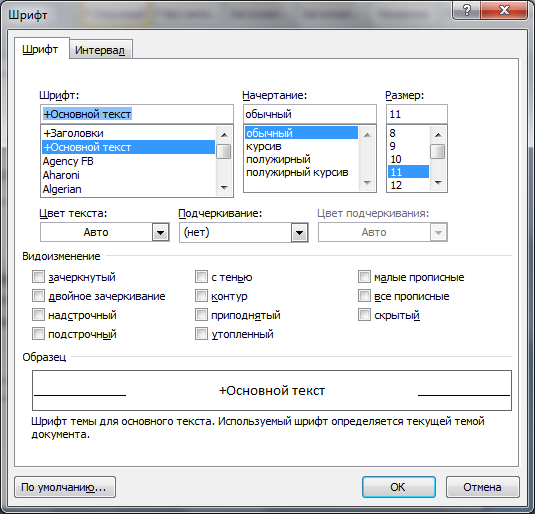 Шрифт
Шрифт Интервал
Шрифт: Начертание: Размер:
+Основной текст обычный 11
+Заголовки обычный 8
+Основной текст курсив 9
Agency FB полужирный 10
Aharoni полужирный курсив 11
Algerian 12
Цвет текста: Подчеркивание: Цвет подчеркивания:
Авто (нет) Авто
Видоизменение
зачеркнутый с тенью малые прописные
двойное зачеркивание контур все прописные
надстрочный приподнятый скрытый
подстрочный утопленный
Образец
+Основной текст
Шрифт темы для основного текста. Используемый шрифт определяется текущей темой
документа.
По умолчанию... ОК Отмена